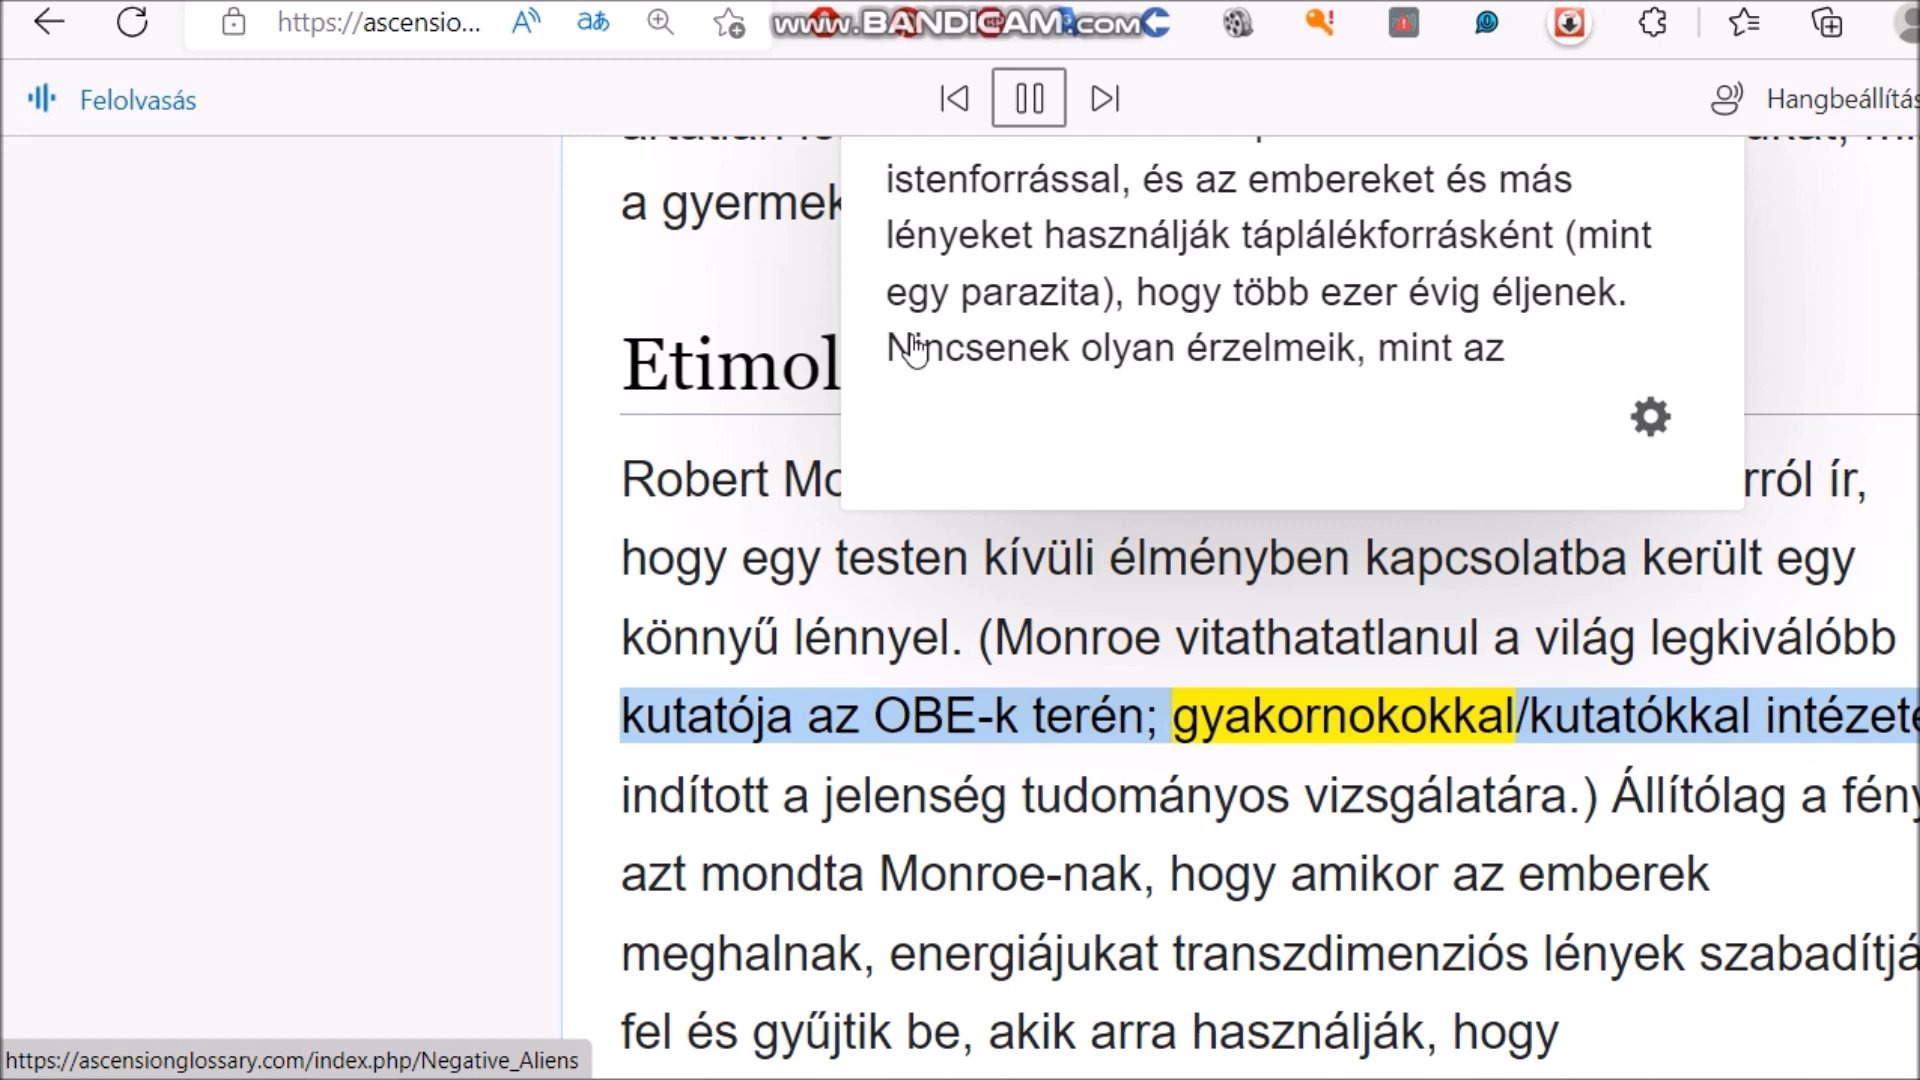 https://ascensio...
www.BANDICAM.com
Felolvasás
Hangbeállítás
a gyermek
istenforrással, és az embereket és más
lényeket használják táplálékforrásként (mint
egy parazita), hogy több ezer évig éljenek.
Nincsenek olyan érzelmeik, mint az
Etimol
Robert Mo
rról ír,
hogy egy testen kívüli élményben kapcsolatba került egy
könnyű lénnyel. (Monroe vitathatatlanul a világ legkiválóbb
kutatója az OBE-k terén; gyakornokokkal/kutatókkal intézete
indított a jelenség tudományos vizsgálatára.) Állítólag a fény
azt mondta Monroe-nak, hogy amikor az emberek
meghalnak, energiájukat transzdimenziós lények szabadítjá
fel és gyűjtik be, akik arra használják, hogy
https://ascensionglossary.com/index.php/Negative_Aliens